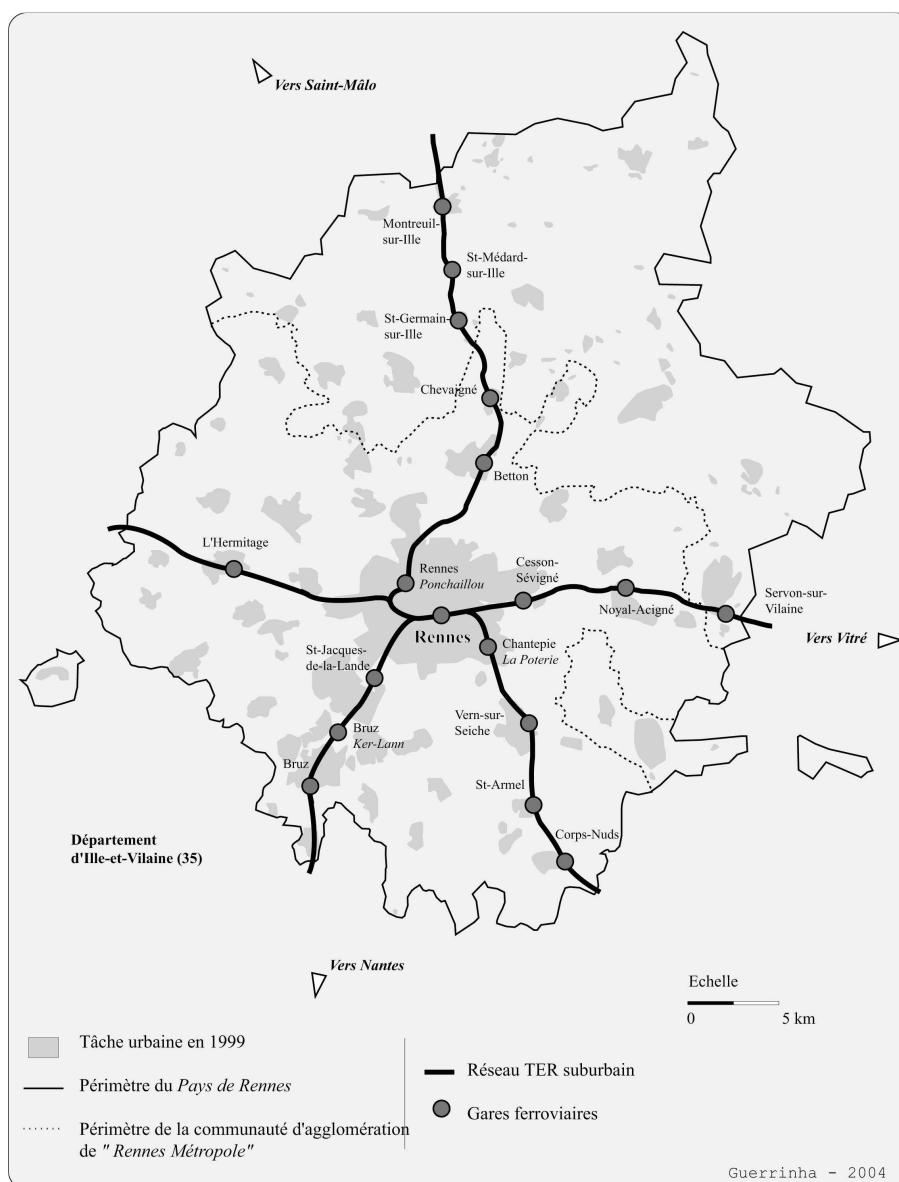 Vers Saint-Mâlo
Montreuil-
sur-Ille
St-Médard-
sur-Ille
St-Germain-
sur-Ille
Chevaigné
Betton
L'Hermitage
Rennes
Ponchaillou
Cesson-
Sévigné
Noyal-Acigné
Servon-sur-
Vilaine
Rennes
Vers Vitré
St-Jacques-
de-la-Lande
Chantepie
La Poterie
Bruz
Ker-Lann
Vern-sur-
Seiche
Bruz
St-Armel
Corps-Nuds
Département
d'Ille-et-Vilaine (35)
Vers Nantes
Echelle
0 5 km
Tâche urbaine en 1999
Périmètre du Pays de Rennes
Périmètre de la communauté d'agglomération
de " Rennes Métropole"
Réseau TER suburbain
Gares ferroviaires
Guerrinha - 2004